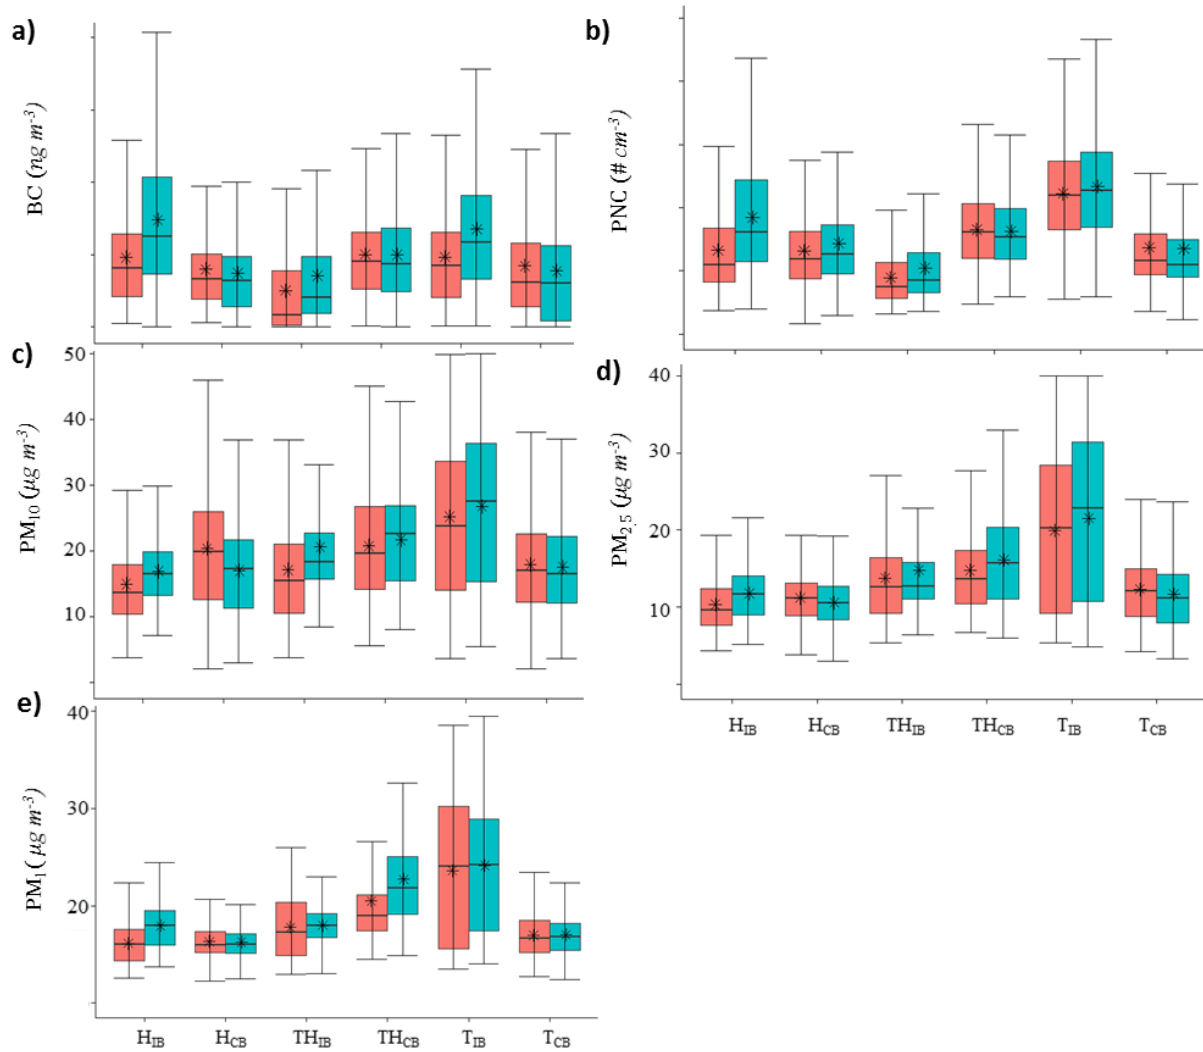 a)
BC (ng m-3)
b)
PNC (# cm-3)
c)
PM10 (μg m-3)
50
40
30
20
10
d)
PM2,5 (μg m-3)
40
30
20
10
HIB HCB THIB THCB TIB TCB
e)
PM1 ( μg m-3)
40
30
20
HIB HCB THIB THCB TIB TCB